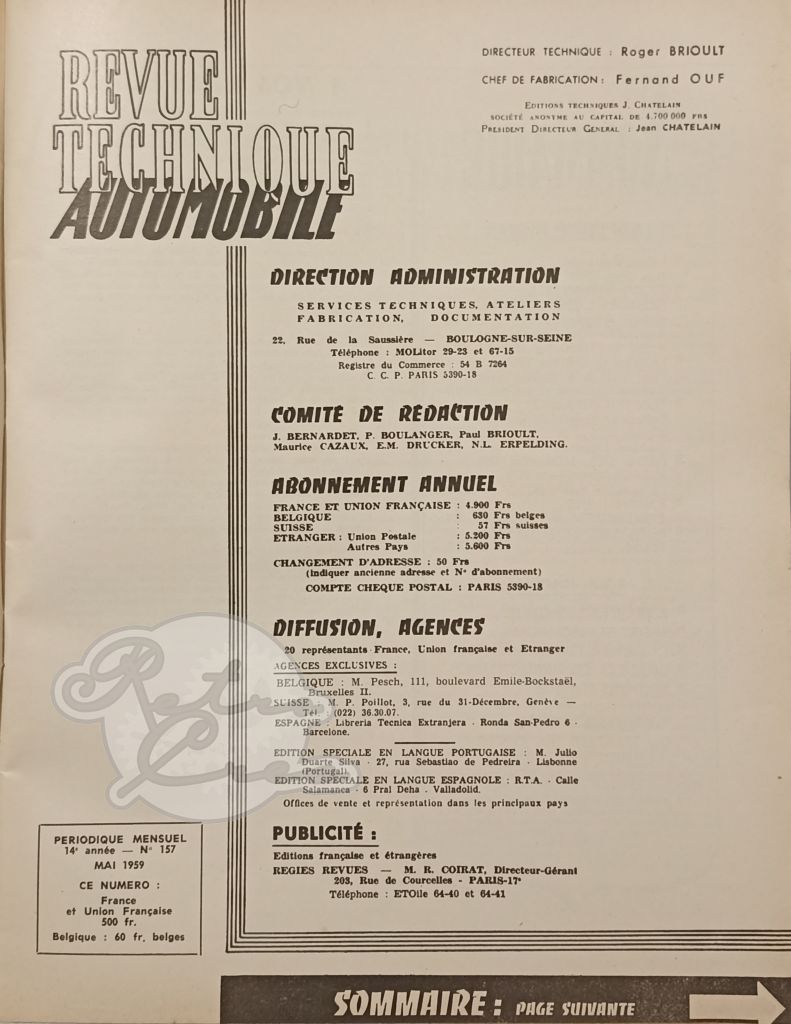 REVUE
TECHNIQUE
AUTOMOBILE
DIRECTEUR TECHNIQUE : Roger BRIOULT
CHEF DE FABRICATION : Fernand OUF
EDITIONS TECHNIQUES J. CHATELAIN
SOCIÉTÉ ANONYME AU CAPITAL DE 4.700 000 FRS
PRESIDENT DIRECTEUR GENERAL : Jean CHATELAIN
DIRECTION ADMINISTRATION
SERVICES TECHNIQUES, ATELIERS
FABRICATION, DOCUMENTATION
22, Rue de la Saussière — BOULOGNE-SUR-SEINE
Téléphone : MOLitor 29-23 et 67-15
Registre du Commerce : 54 B 7264
C. C. P. PARIS 5390-18
COMITÉ DE RÉDACTION
J. BERNARDET, P. BOULANGER, Paul BRIOULT,
Maurice CAZAUX, E.M. DRUCKER, N.L. ERPELDING.
ABONNEMENT ANNUEL
FRANCE ET UNION FRANÇAISE : 4.900 Frs
BELGIQUE : 630 Frs belges
SUISSE : 57 Frs suisses
ETRANGER : Union Postale : 5.200 Frs
Autres Pays : 5.600 Frs
CHANGEMENT D'ADRESSE : 50 Frs
(indiquer ancienne adresse et N° d'abonnement)
COMPTE CHEQUE POSTAL : PARIS 5390-18
DIFFUSION, AGENCES
20 représentants France, Union française et Etranger
AGENCES EXCLUSIVES :
BELGIQUE : M. Pesch, 111, boulevard Emile-Bockstaël,
Bruxelles II.
SUISSE : M. P. Poillot, 3, rue du 31-Décembre, Genève —
Tél. : (022) 36.30.07.
ESPAGNE : Libreria Tecnica Extranjera - Ronda San-Pedro 6 -
Barcelone.
EDITION SPECIALE EN LANGUE PORTUGAISE : M. Julio
Duarte Silva - 27, rua Sebastiao de Pedreira - Lisbonne
(Portugal).
EDITION SPÉCIALE EN LANGUE ESPAGNOLE : R.T.A. - Calle
Salamanca - 6 Pral Deha - Valladolid.
Offices de vente et représentation dans les principaux pays
PUBLICITÉ :
Editions française et étrangères
REGIES REVUES — M. R. COIRAT, Directeur-Gérant
203, Rue de Courcelles - PARIS-17e
Téléphone : ETOile 64-40 et 64-41
PERIODIQUE MENSUEL
14e année — N° 157
MAI 1959
CE NUMERO :
France
et Union Française
500 fr.
Belgique : 60 fr. belges
Retro
Crea
SOMMAIRE : PAGE SUIVANTE